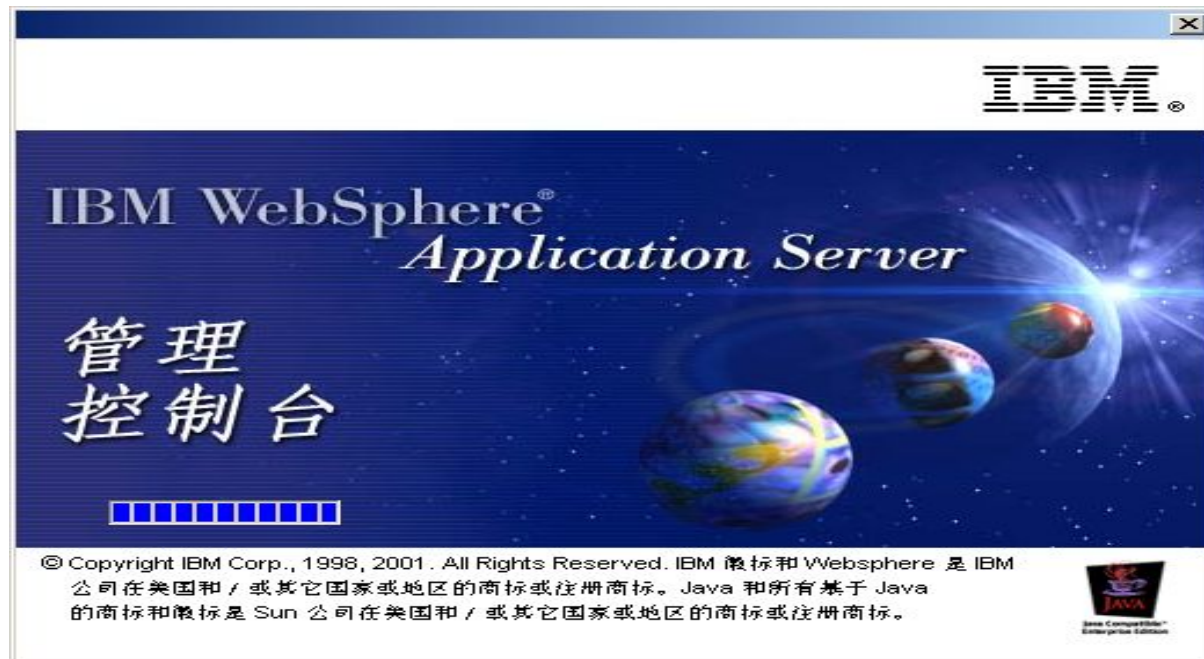 IBM®
IBM WebSphere®
Application Server
管理
控制台
© Copyright IBM Corp., 1998, 2001. All Rights Reserved. IBM 徽标和 Websphere 是 IBM
公司在美国和 / 或其它国家或地区的商标或注册商标。Java 和所有基于 Java
的商标和徽标是 Sun 公司在美国和 / 或其它国家或地区的商标或注册商标。
JAVA
Java Compatible™
Enterprise Edition